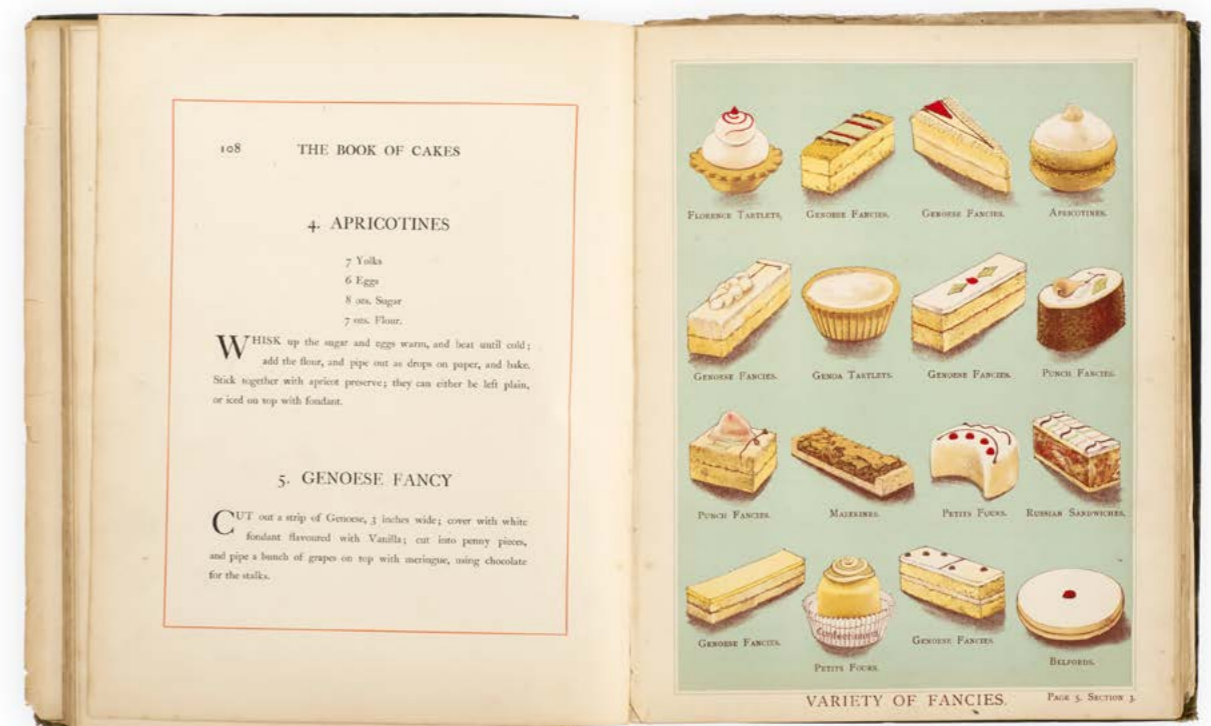 108 THE BOOK OF CAKES
4. APRICOTINES
7 Yolks
6 Eggs
8 ozs. Sugar
7 ozs. Flour.
WHISK up the sugar and eggs warm, and beat until cold;
add the flour, and pipe out as drops on paper, and bake.
Stick together with apricot preserve; they can either be left plain,
or iced on top with fondant.
5. GENOESE FANCY
CUT out a strip of Genoese, 3 inches wide; cover with white
fondant flavoured with Vanilla; cut into penny pieces,
and pipe a bunch of grapes on top with meringue, using chocolate
for the stalks.
FLORENCE TARTLETS. GENOESE FANCIES. GENOESE FANCIES. APRICOTINES.
GENOESE FANCIES. GENOA TARTLETS. GENOESE FANCIES. PUNCH FANCIES.
PUNCH FANCIES. MALEKINES. PETITS FOURS. RUSSIAN SANDWICHES.
GENOESE FANCIES. PETITS FOURS. GENOESE FANCIES. BELFORDS.
VARIETY OF FANCIES. PAGE 5. SECTION 3.